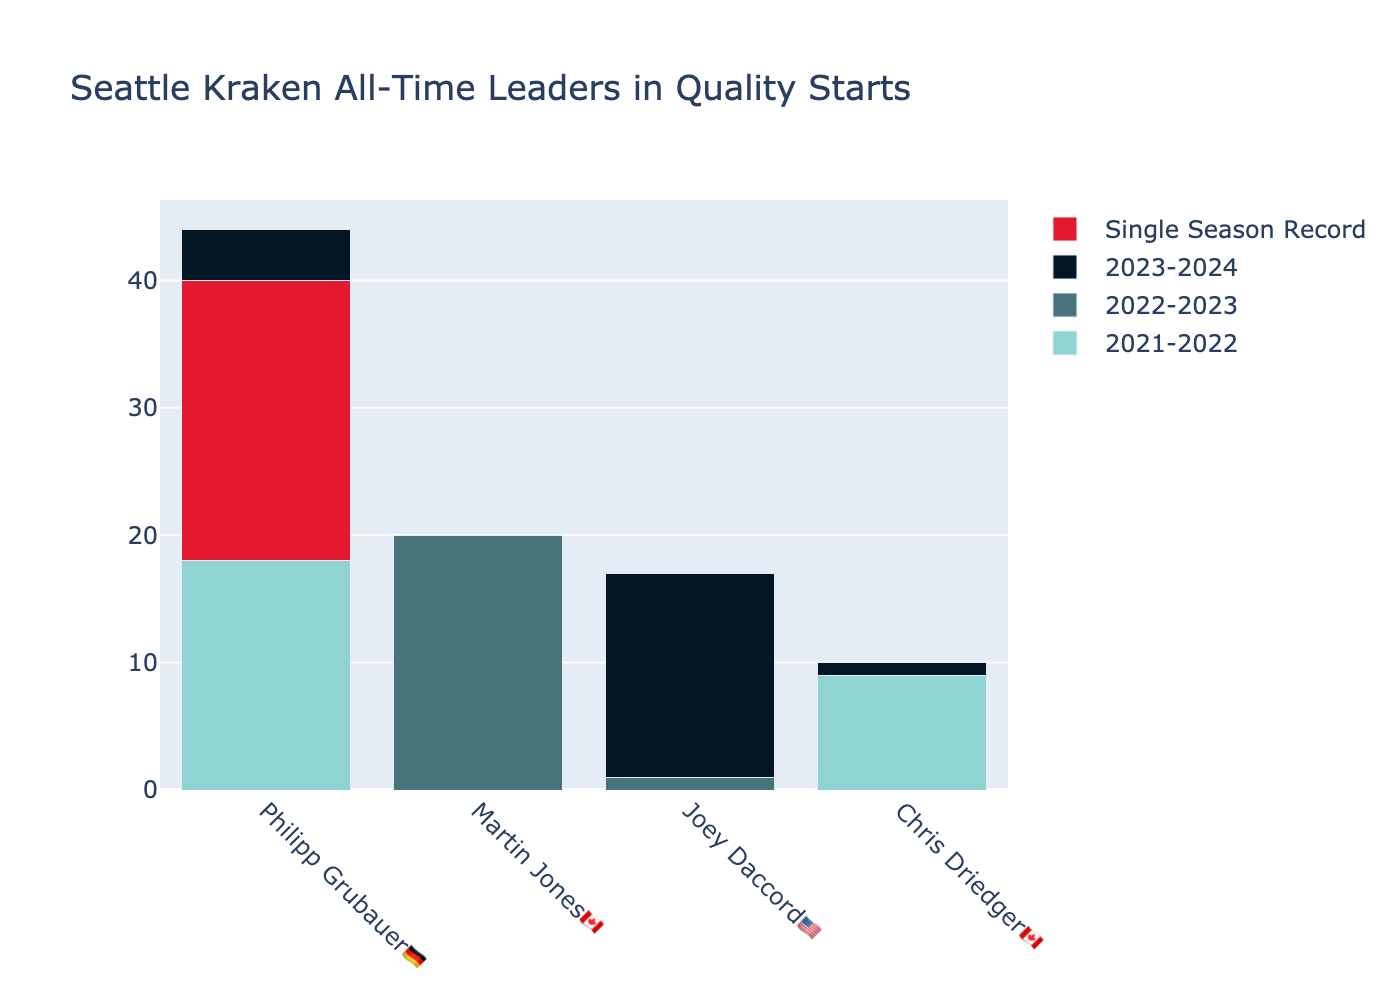 Seattle Kraken All-Time Leaders in Quality Starts
Single Season Record
2023-2024
2022-2023
2021-2022
40
30
20
10
0
Philipp Grubauer🇩🇪
Martin Jones🇨🇦
Joey Daccord🇺🇸
Chris Driedger🇨🇦